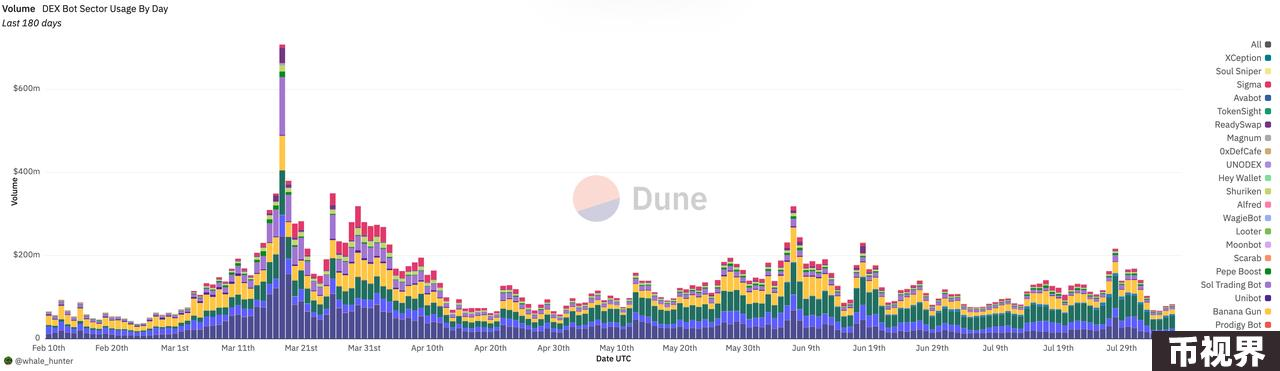 Volume DEX Bot Sector Usage By Day
Last 180 days
Volume
$600m
$400m
$200m
0
Feb 10th
Feb 20th
Mar 1st
Mar 11th
Mar 21st
Mar 31st
Apr 10th
Apr 20th
Apr 30th
May 10th
May 20th
May 30th
Jun 9th
Jun 19th
Jun 29th
Jul 9th
Jul 19th
Jul 29th
Date UTC
Dune
All
XCeption
Soul Sniper
Sigma
Avabot
TokenSight
ReadySwap
Magnum
0xDefCafe
UNODEX
Hey Wallet
Shuriken
Alfred
WagieBot
Looter
Moonbot
Scarab
Pepe Boost
Sol Trading Bot
Unibot
Banana Gun
Prodigy Bot
@whale_hunter
币视界